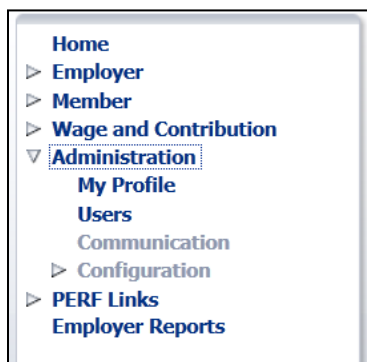 Home
Employer
Member
Wage and Contribution
Administration
My Profile
Users
Communication
Configuration
PERF Links
Employer Reports